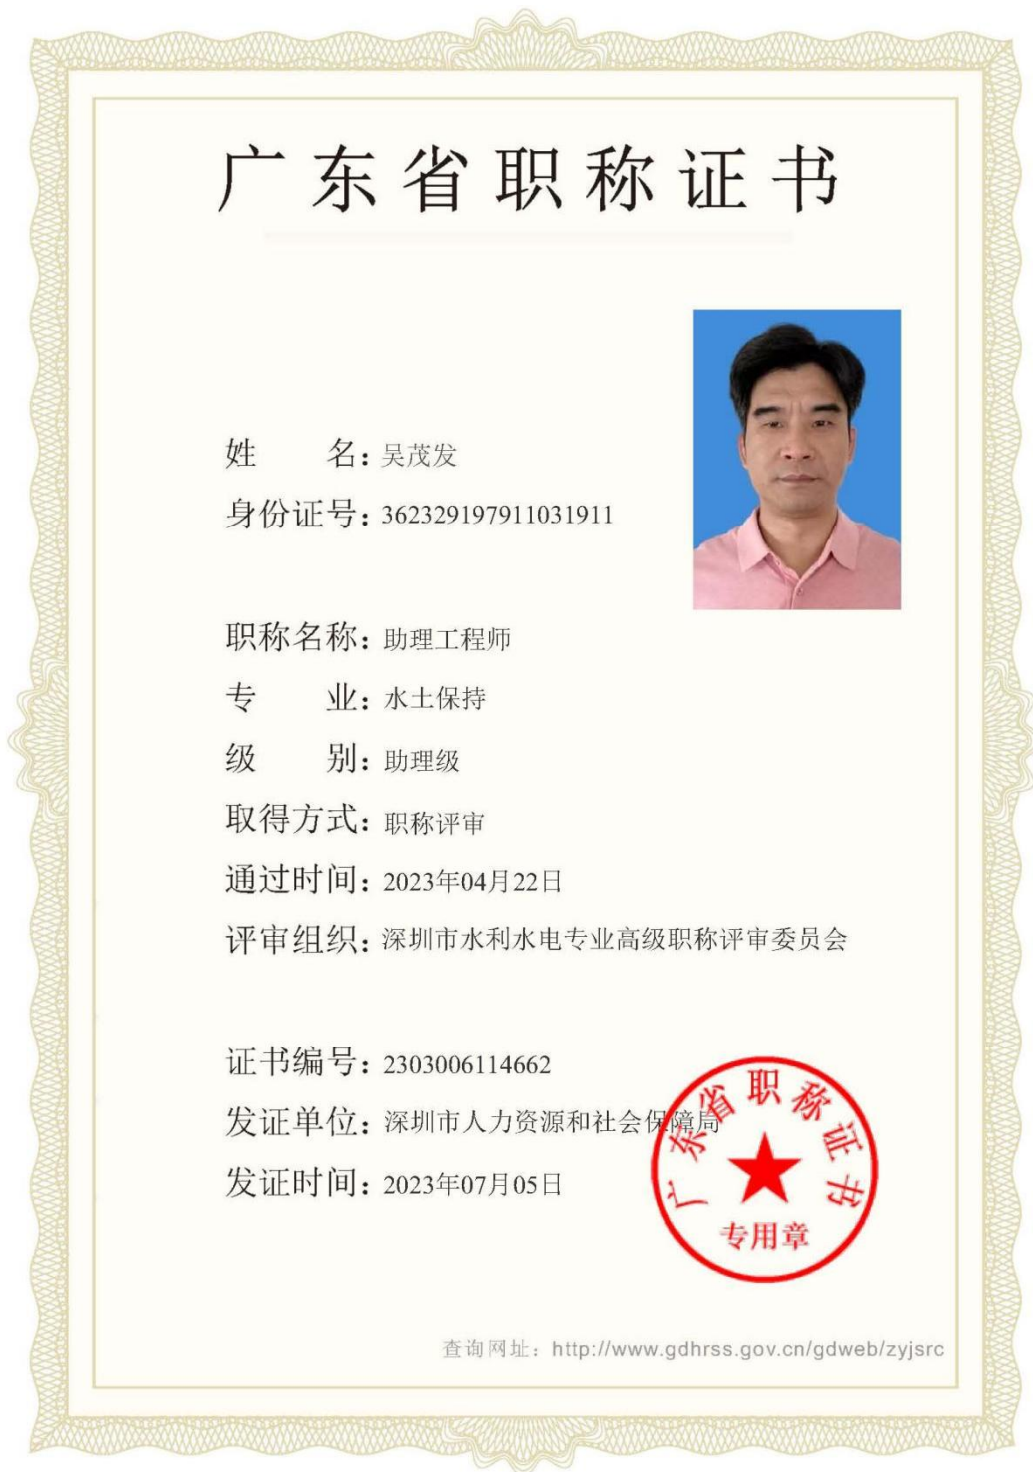 广东省职称证书
姓 名：吴茂发
身份证号：362329197911031911
职称名称：助理工程师
专 业：水土保持
级 别：助理级
取得方式：职称评审
通过时间：2023年04月22日
评审组织：深圳市水利水电专业高级职称评审委员会
证书编号：2303006114662
发证单位：深圳市人力资源和社会保障局
发证时间：2023年07月05日
广东省职称证书
专用章
查询网址：http://www.gdhrss.gov.cn/gdweb/zyjsrc